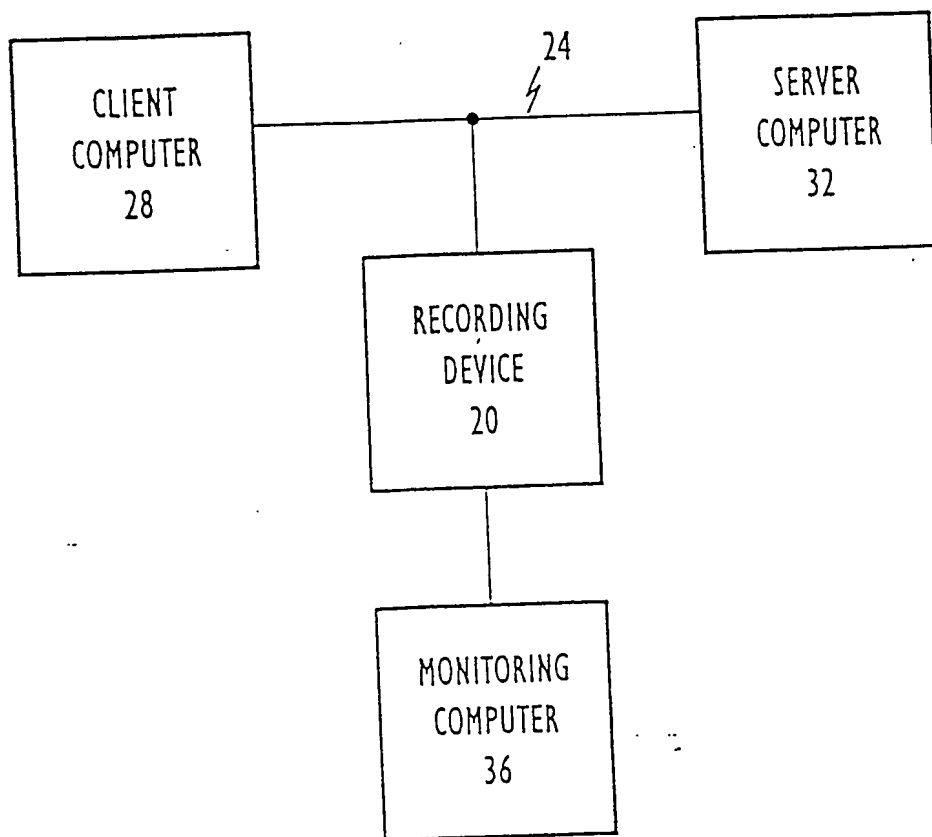 24
CLIENT
COMPUTER
28
SERVER
COMPUTER
32
RECORDING
DEVICE
20
MONITORING
COMPUTER
36